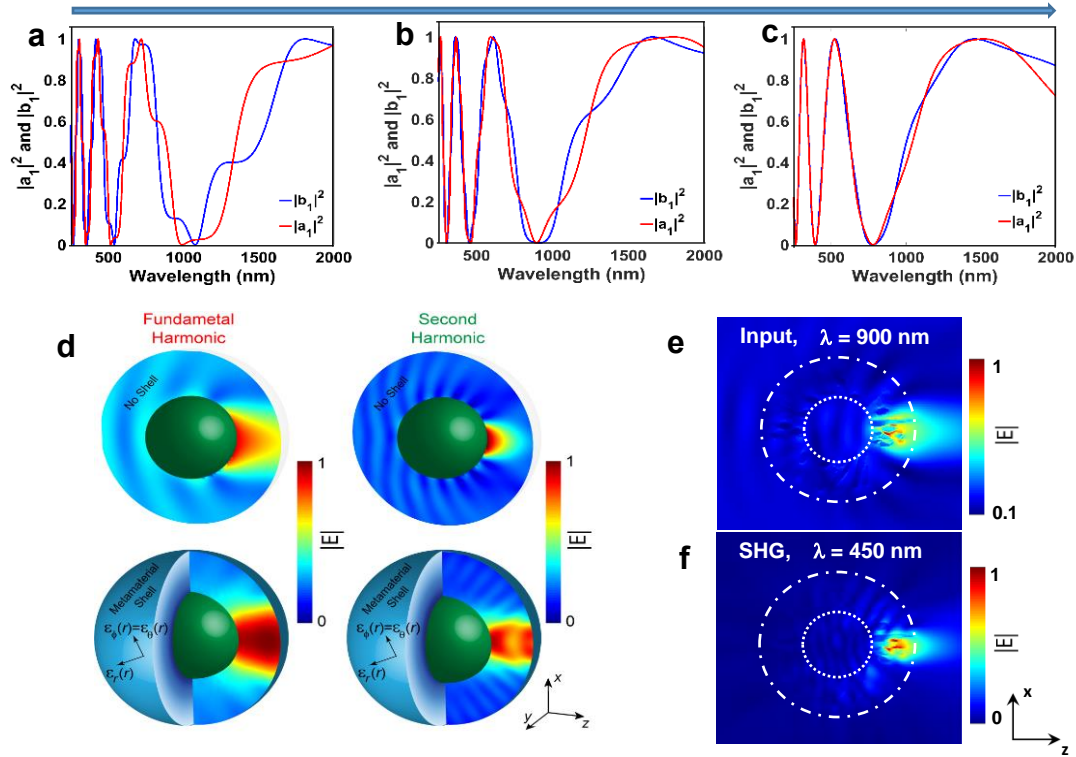 a
b
c
|a₁|² and |b₁|²
1
0.8
0.6
0.4
0.2
0
500
1000
1500
2000
Wavelength (nm)
|b₁|²
|a₁|²
|a₁|² and |b₁|²
1
0.8
0.6
0.4
0.2
0
500
1000
1500
2000
Wavelength (nm)
|b₁|²
|a₁|²
|a₁|² and |b₁|²
1
0.8
0.6
0.4
0.2
0
500
1000
1500
2000
Wavelength (nm)
|b₁|²
|a₁|²
d
Fundametal
Harmonic
Second
Harmonic
No Shell
No Shell
1
|E|
0
1
|E|
0
Metamaterial
Shell
εϕ(r)=εθ(r)
εr(r)
Metamaterial
Shell
εϕ(r)=εθ(r)
εr(r)
x
y
z
e
Input, λ = 900 nm
1
|E|
0.1
f
SHG, λ = 450 nm
1
|E|
0
x
z